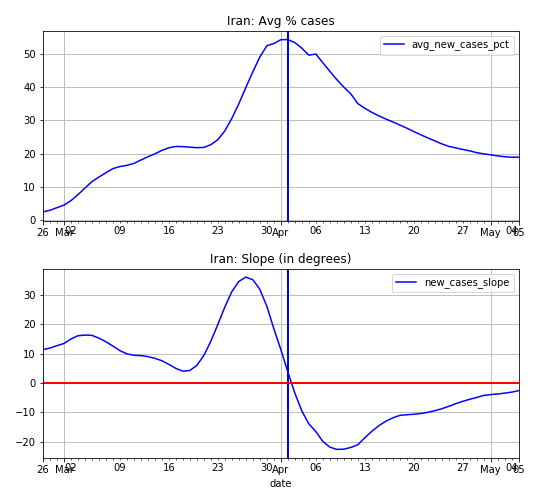 Iran: Avg % cases
avg_new_cases_pct
50
40
30
20
10
0
26 Mar 02 09 16 23 30 Apr 06 13 20 27 May 04 05
Iran: Slope (in degrees)
new_cases_slope
30
20
10
0
−10
−20
26 Mar 02 09 16 23 30 Apr 06 13 20 27 May 04 05
date